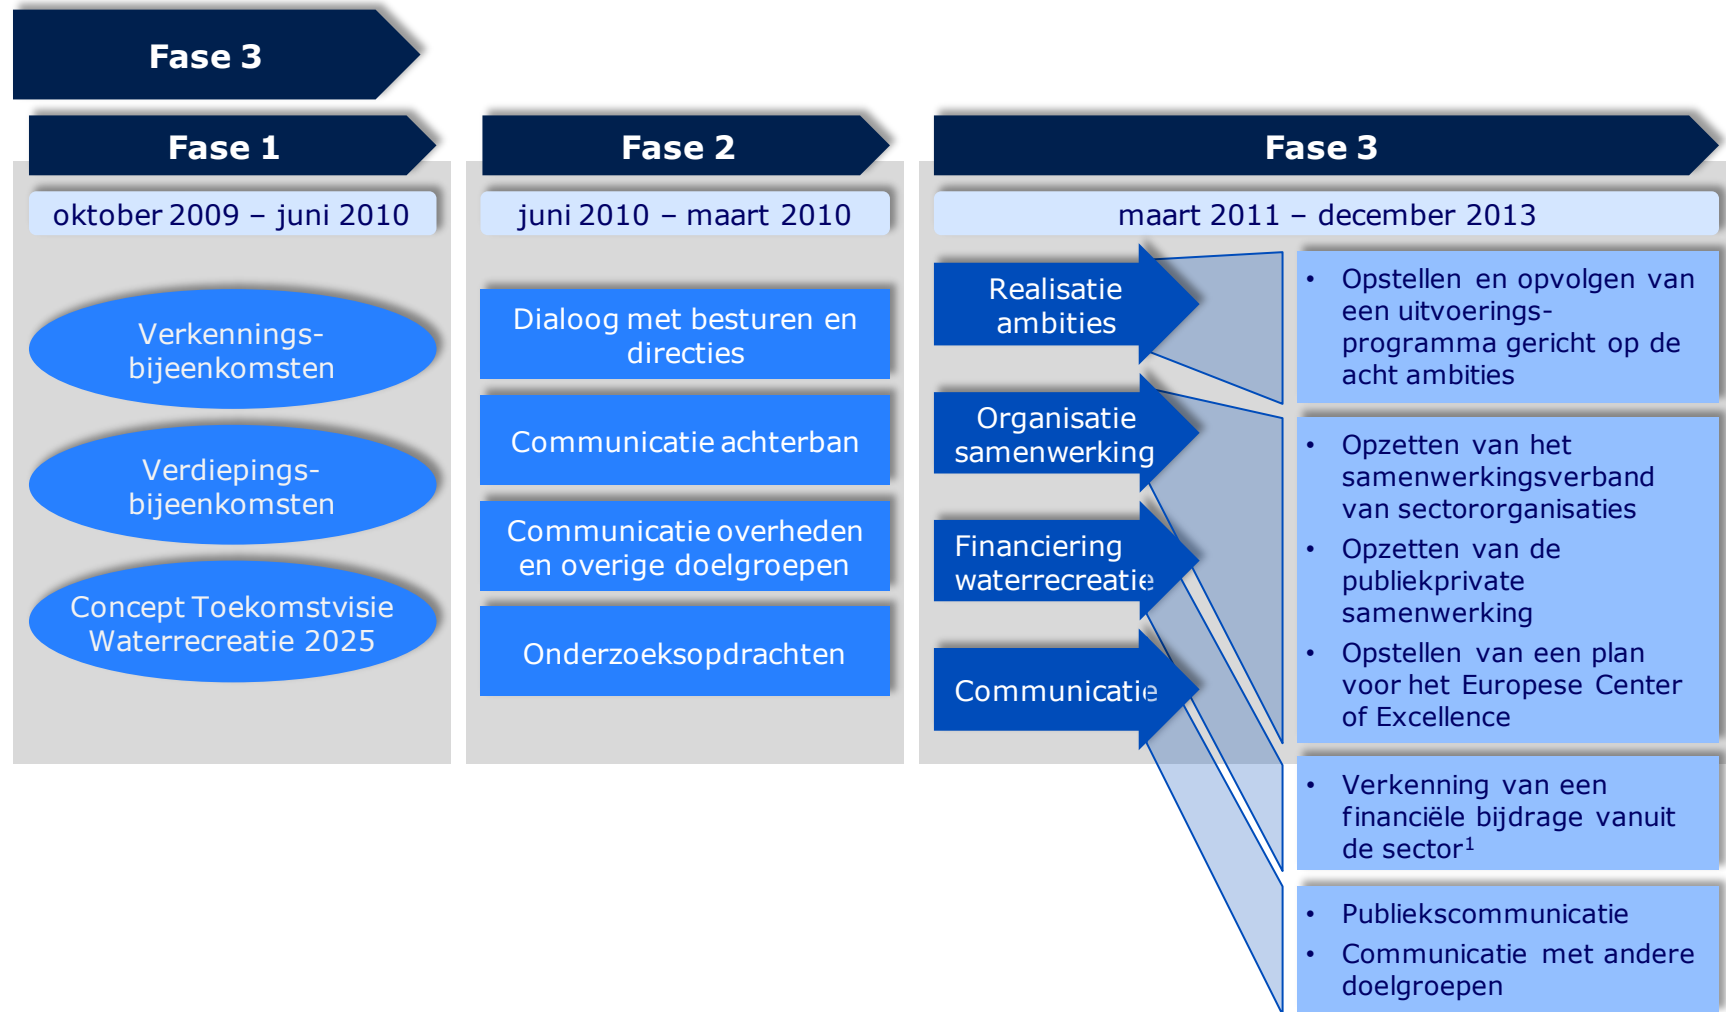 Fase 3
Fase 1
oktober 2009 – juni 2010
Verkennings-
bijeenkomsten
Verdiepings-
bijeenkomsten
Concept Toekomstvisie
Waterrecreatie 2025
Fase 2
juni 2010 – maart 2010
Dialoog met besturen en
directies
Communicatie achterban
Communicatie overheden
en overige doelgroepen
Onderzoeksopdrachten
Fase 3
maart 2011 – december 2013
Realisatie
ambities
• Opstellen en opvolgen van
een uitvoerings-
programma gericht op de
acht ambities
Organisatie
samenwerking
• Opzetten van het
samenwerkingsverband
van sectororganisaties
• Opzetten van de
publiekprivate
samenwerking
• Opstellen van een plan
voor het Europese Center
of Excellence
Financiering
waterrecreatie
• Verkenning van een
financiële bijdrage vanuit
de sector¹
Communicatie
• Publiekscommunicatie
• Communicatie met andere
doelgroepen